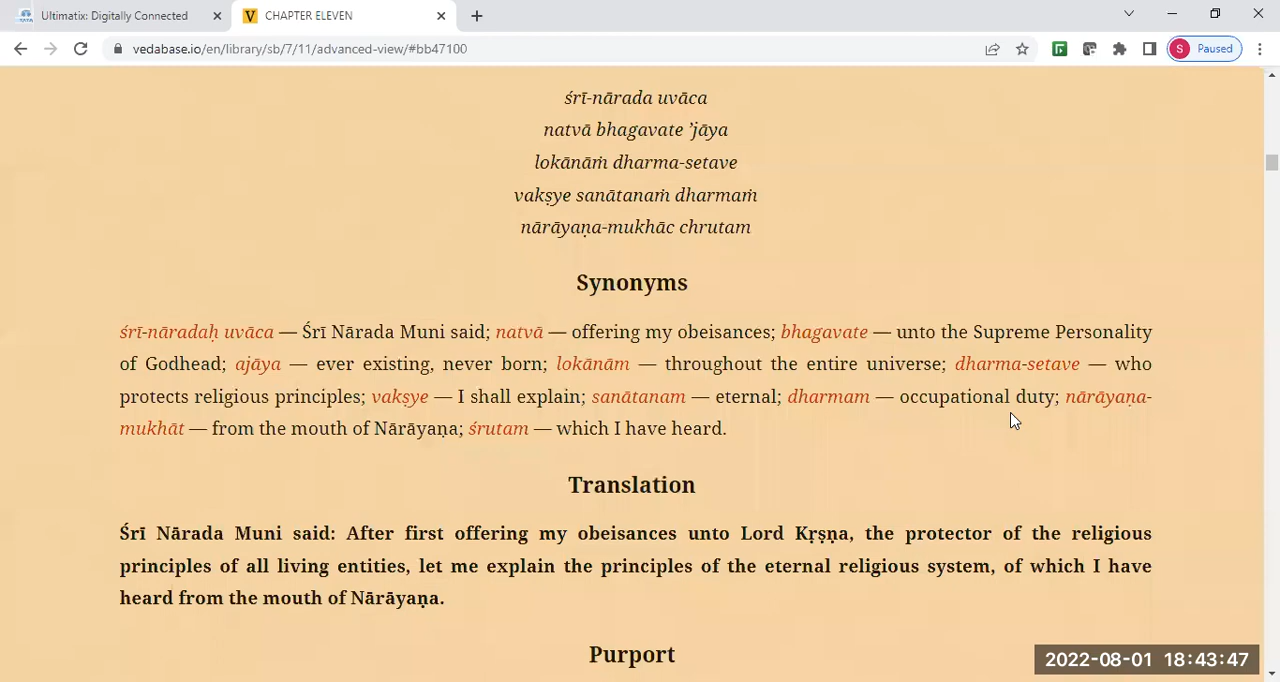 Ultimatix: Digitally Connected
CHAPTER ELEVEN
vedabase.io/en/library/sb/7/11/advanced-view/#bb47100
S Paused
śrī-nārada uvāca
natvā bhagavate ’jāya
lokānāṁ dharma-setave
vakṣye sanātanaṁ dharmaṁ
nārāyaṇa-mukhāc chrutam
Synonyms
śrī-nāradaḥ uvāca — Śrī Nārada Muni said; natvā — offering my obeisances; bhagavate — unto the Supreme Personality
of Godhead; ajāya — ever existing, never born; lokānām — throughout the entire universe; dharma-setave — who
protects religious principles; vakṣye — I shall explain; sanātanam — eternal; dharmam — occupational duty; nārāyaṇa-
mukhāt — from the mouth of Nārāyaṇa; śrutam — which I have heard.
Translation
Śrī Nārada Muni said: After first offering my obeisances unto Lord Kṛṣṇa, the protector of the religious
principles of all living entities, let me explain the principles of the eternal religious system, of which I have
heard from the mouth of Nārāyaṇa.
Purport
2022-08-01 18:43:47